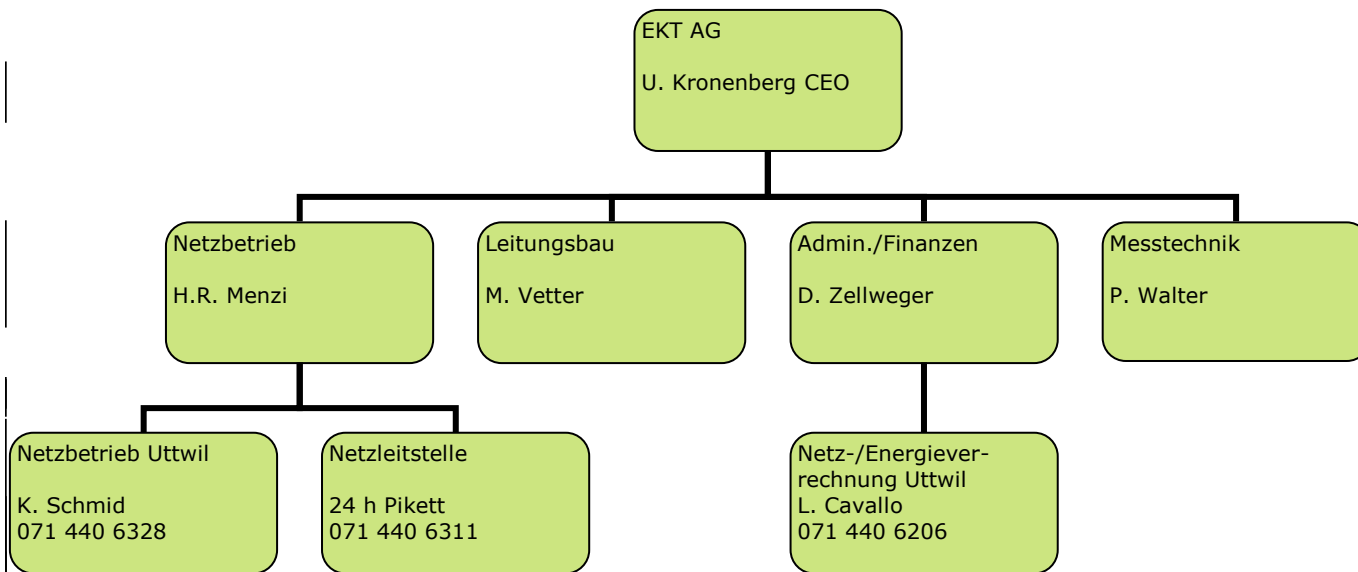 EKT AG
U. Kronenberg CEO
Netzbetrieb
H.R. Menzi
Leitungsbau
M. Vetter
Admin./Finanzen
D. Zellweger
Messtechnik
P. Walter
Netzbetrieb Uttwil
K. Schmid
071 440 6328
Netzleitstelle
24 h Pikett
071 440 6311
Netz-/Energiever-
rechnung Uttwil
L. Cavallo
071 440 6206